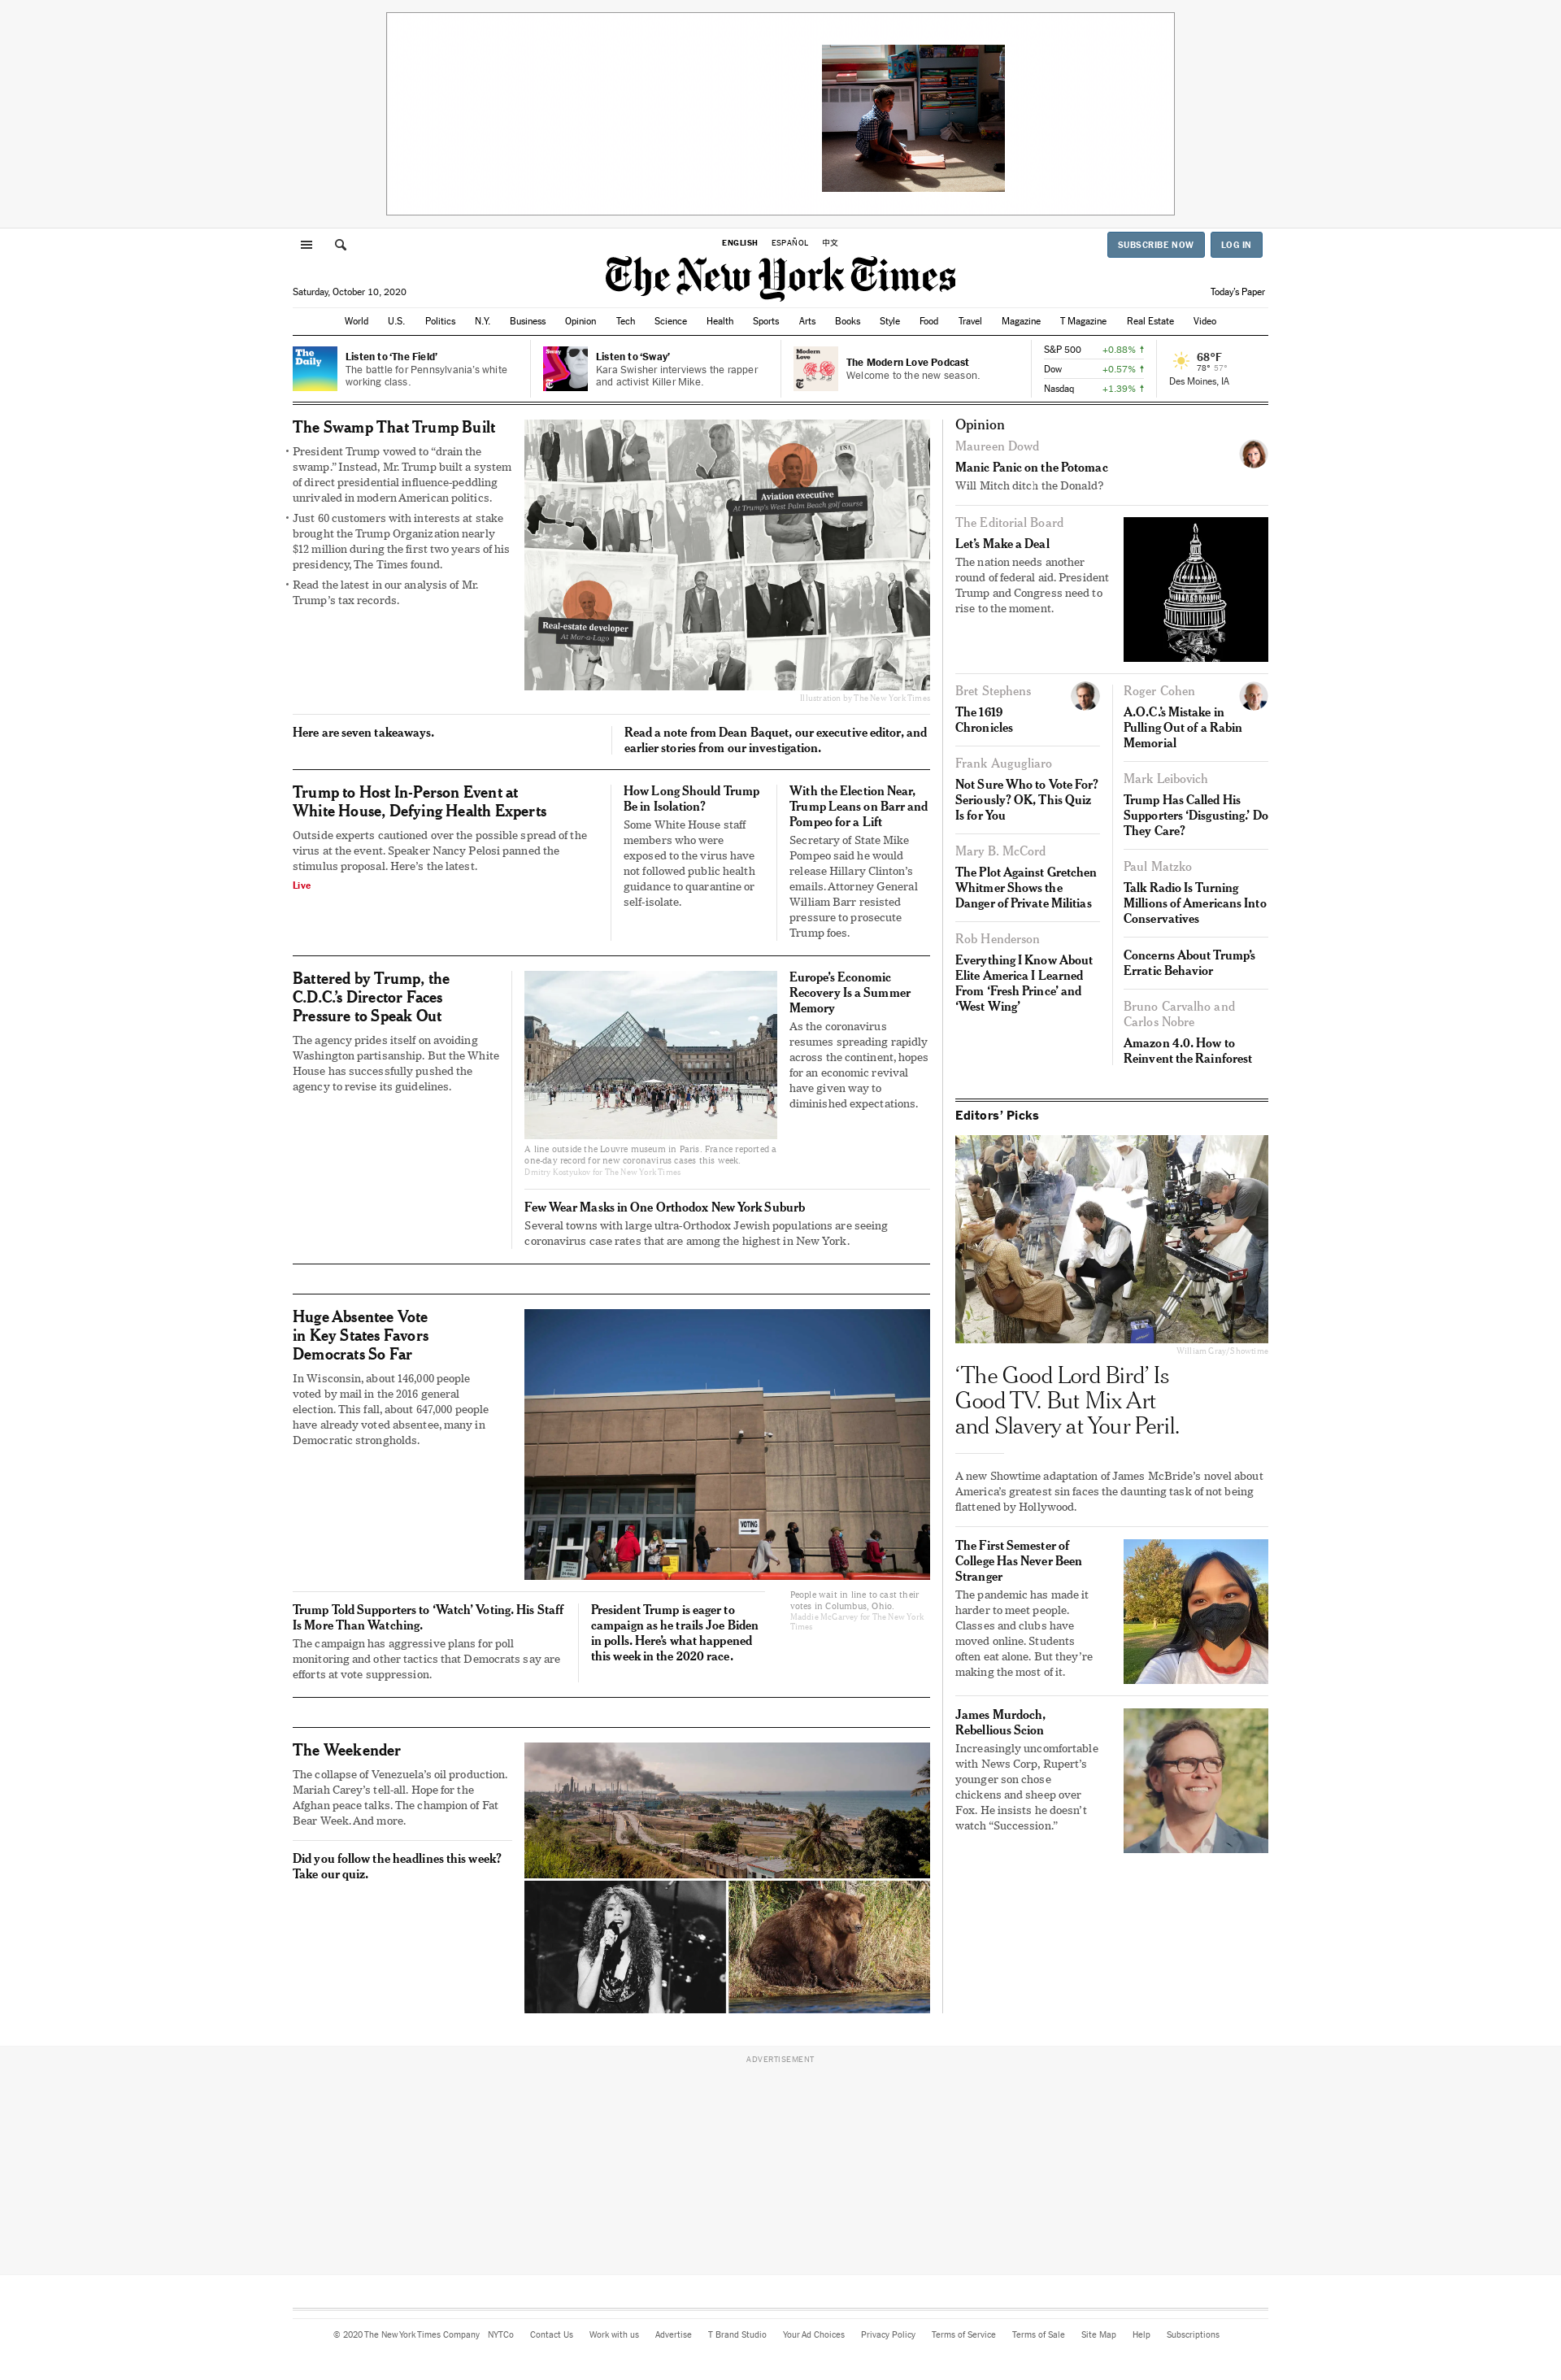 ENGLISH ESPAÑOL 中文
SUBSCRIBE NOW LOG IN
The New York Times
Saturday, October 10, 2020
Today's Paper
World U.S. Politics N.Y. Business Opinion Tech Science Health Sports Arts Books Style Food Travel Magazine T Magazine Real Estate Video
The Daily
Listen to 'The Field'
The battle for Pennsylvania's white
working class.
Sway
Listen to 'Sway'
Kara Swisher interviews the rapper
and activist Killer Mike.
Modern
Love
The Modern Love Podcast
Welcome to the new season.
S&P 500 +0.88% ↑
Dow +0.57% ↑
Nasdaq +1.39% ↑
68°F
78° 57°
Des Moines, IA
The Swamp That Trump Built
• President Trump vowed to “drain the
swamp.” Instead, Mr. Trump built a system
of direct presidential influence-peddling
unrivaled in modern American politics.
• Just 60 customers with interests at stake
brought the Trump Organization nearly
$12 million during the first two years of his
presidency, The Times found.
• Read the latest in our analysis of Mr.
Trump’s tax records.
USA
Aviation executive
At Trump's West Palm Beach golf course
Real-estate developer
At Mar-a-Lago
Illustration by The New York Times
Here are seven takeaways.
Read a note from Dean Baquet, our executive editor, and
earlier stories from our investigation.
Trump to Host In-Person Event at
White House, Defying Health Experts
Outside experts cautioned over the possible spread of the
virus at the event. Speaker Nancy Pelosi panned the
stimulus proposal. Here’s the latest.
Live
How Long Should Trump
Be in Isolation?
Some White House staff
members who were
exposed to the virus have
not followed public health
guidance to quarantine or
self-isolate.
With the Election Near,
Trump Leans on Barr and
Pompeo for a Lift
Secretary of State Mike
Pompeo said he would
release Hillary Clinton’s
emails. Attorney General
William Barr resisted
pressure to prosecute
Trump foes.
Battered by Trump, the
C.D.C.’s Director Faces
Pressure to Speak Out
The agency prides itself on avoiding
Washington partisanship. But the White
House has successfully pushed the
agency to revise its guidelines.
A line outside the Louvre museum in Paris. France reported a
one-day record for new coronavirus cases this week.
Dmitry Kostyukov for The New York Times
Europe’s Economic
Recovery Is a Summer
Memory
As the coronavirus
resumes spreading rapidly
across the continent, hopes
for an economic revival
have given way to
diminished expectations.
Few Wear Masks in One Orthodox New York Suburb
Several towns with large ultra-Orthodox Jewish populations are seeing
coronavirus case rates that are among the highest in New York.
Huge Absentee Vote
in Key States Favors
Democrats So Far
In Wisconsin, about 146,000 people
voted by mail in the 2016 general
election. This fall, about 647,000 people
have already voted absentee, many in
Democratic strongholds.
VOTING
People wait in line to cast their
votes in Columbus, Ohio.
Maddie McGarvey for The New York
Times
Trump Told Supporters to ‘Watch’ Voting. His Staff
Is More Than Watching.
The campaign has aggressive plans for poll
monitoring and other tactics that Democrats say are
efforts at vote suppression.
President Trump is eager to
campaign as he trails Joe Biden
in polls. Here’s what happened
this week in the 2020 race.
The Weekender
The collapse of Venezuela’s oil production.
Mariah Carey’s tell-all. Hope for the
Afghan peace talks. The champion of Fat
Bear Week. And more.
Did you follow the headlines this week?
Take our quiz.
Opinion
Maureen Dowd
Manic Panic on the Potomac
Will Mitch ditch the Donald?
The Editorial Board
Let’s Make a Deal
The nation needs another
round of federal aid. President
Trump and Congress need to
rise to the moment.
Bret Stephens
The 1619
Chronicles
Frank Augugliaro
Not Sure Who to Vote For?
Seriously? OK, This Quiz
Is for You
Mary B. McCord
The Plot Against Gretchen
Whitmer Shows the
Danger of Private Militias
Rob Henderson
Everything I Know About
Elite America I Learned
From ‘Fresh Prince’ and
‘West Wing’
Roger Cohen
A.O.C.’s Mistake in
Pulling Out of a Rabin
Memorial
Mark Leibovich
Trump Has Called His
Supporters ‘Disgusting.’ Do
They Care?
Paul Matzko
Talk Radio Is Turning
Millions of Americans Into
Conservatives
Concerns About Trump’s
Erratic Behavior
Bruno Carvalho and
Carlos Nobre
Amazon 4.0. How to
Reinvent the Rainforest
Editors’ Picks
William Gray/Showtime
‘The Good Lord Bird’ Is
Good TV. But Mix Art
and Slavery at Your Peril.
A new Showtime adaptation of James McBride’s novel about
America’s greatest sin faces the daunting task of not being
flattened by Hollywood.
The First Semester of
College Has Never Been
Stranger
The pandemic has made it
harder to meet people.
Classes and clubs have
moved online. Students
often eat alone. But they’re
making the most of it.
James Murdoch,
Rebellious Scion
Increasingly uncomfortable
with News Corp, Rupert’s
younger son chose
chickens and sheep over
Fox. He insists he doesn’t
watch “Succession.”
ADVERTISEMENT
© 2020 The New York Times Company NYTCo Contact Us Work with us Advertise T Brand Studio Your Ad Choices Privacy Policy Terms of Service Terms of Sale Site Map Help Subscriptions